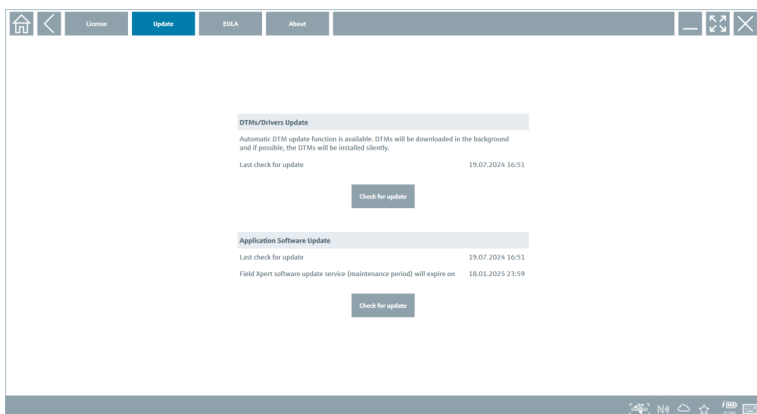 License Update EULA About
DTMs/Drivers Update
Automatic DTM update function is available. DTMs will be downloaded in the background
and if possible, the DTMs will be installed silently.
Last check for update 19.07.2024 16:51
Check for update
Application Software Update
Last check for update 19.07.2024 16:51
Field Xpert software update service (maintenance period) will expire on 18.01.2025 23:59
Check for update